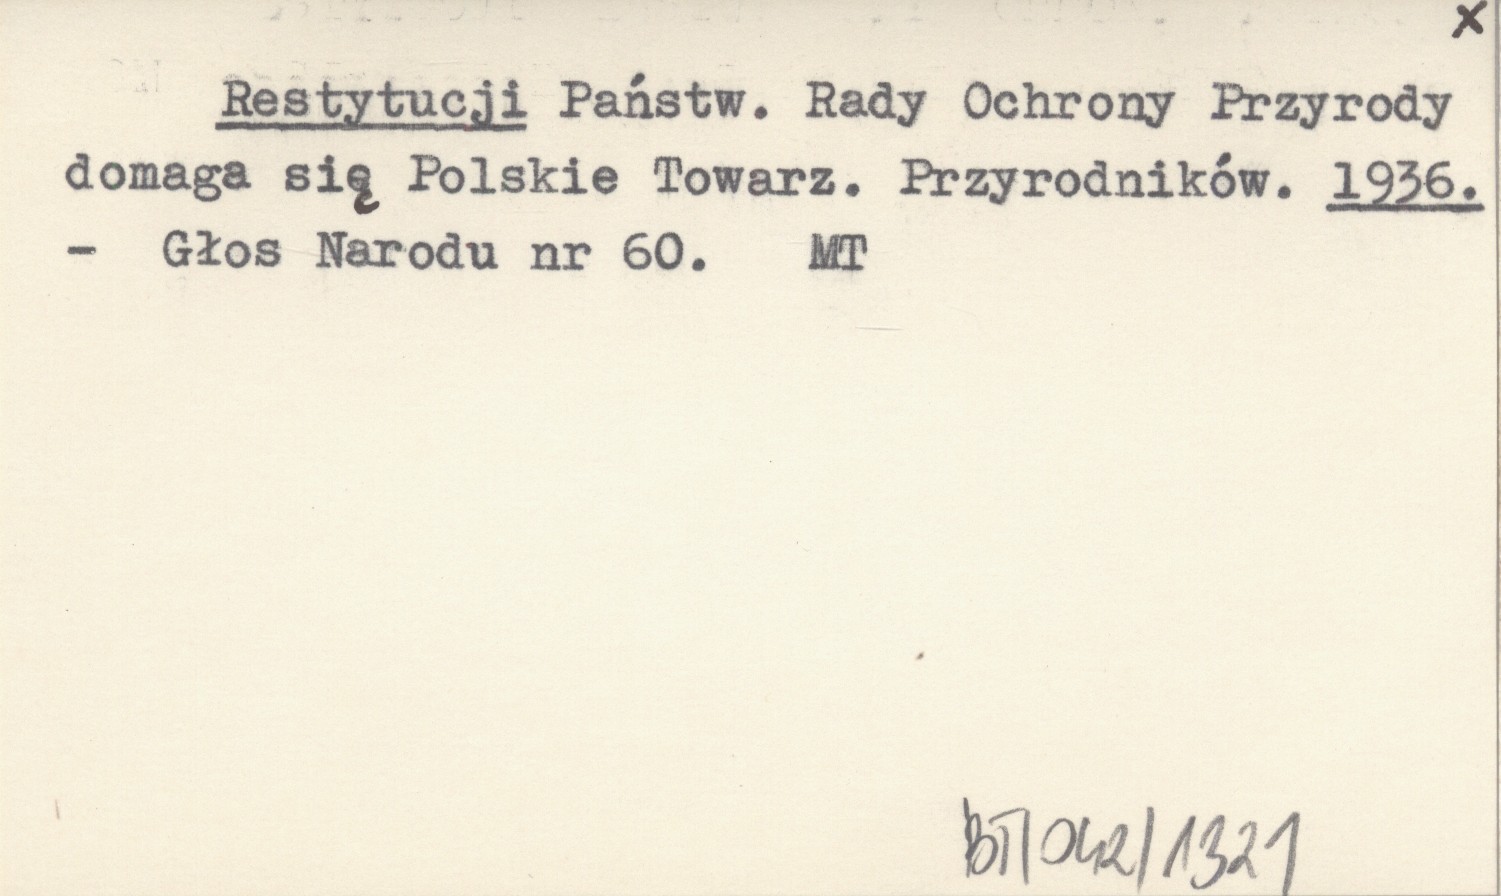 x
Restytucji Państw. Rady Ochrony Przyrody
domaga się Polskie Towarz. Przyrodników. 1936.
- Głos Narodu nr 60. MT
BT/042/1321